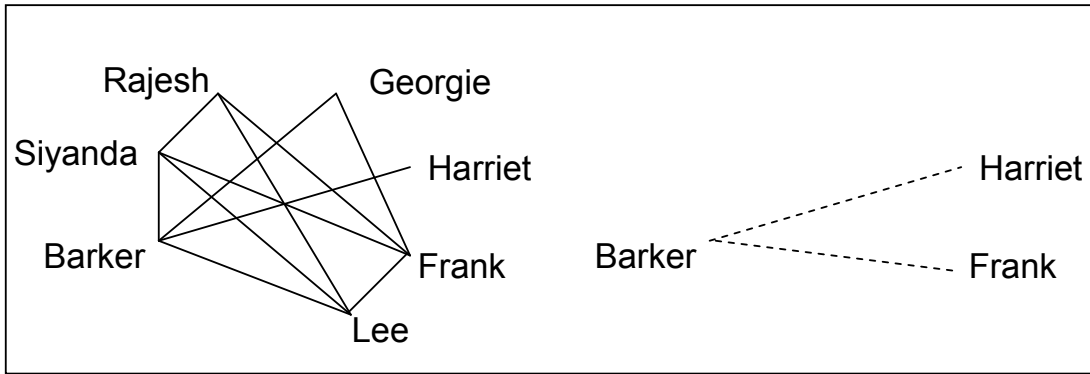 Rajesh
Georgie
Siyanda
Harriet
Barker
Frank
Lee
Harriet
Barker
Frank